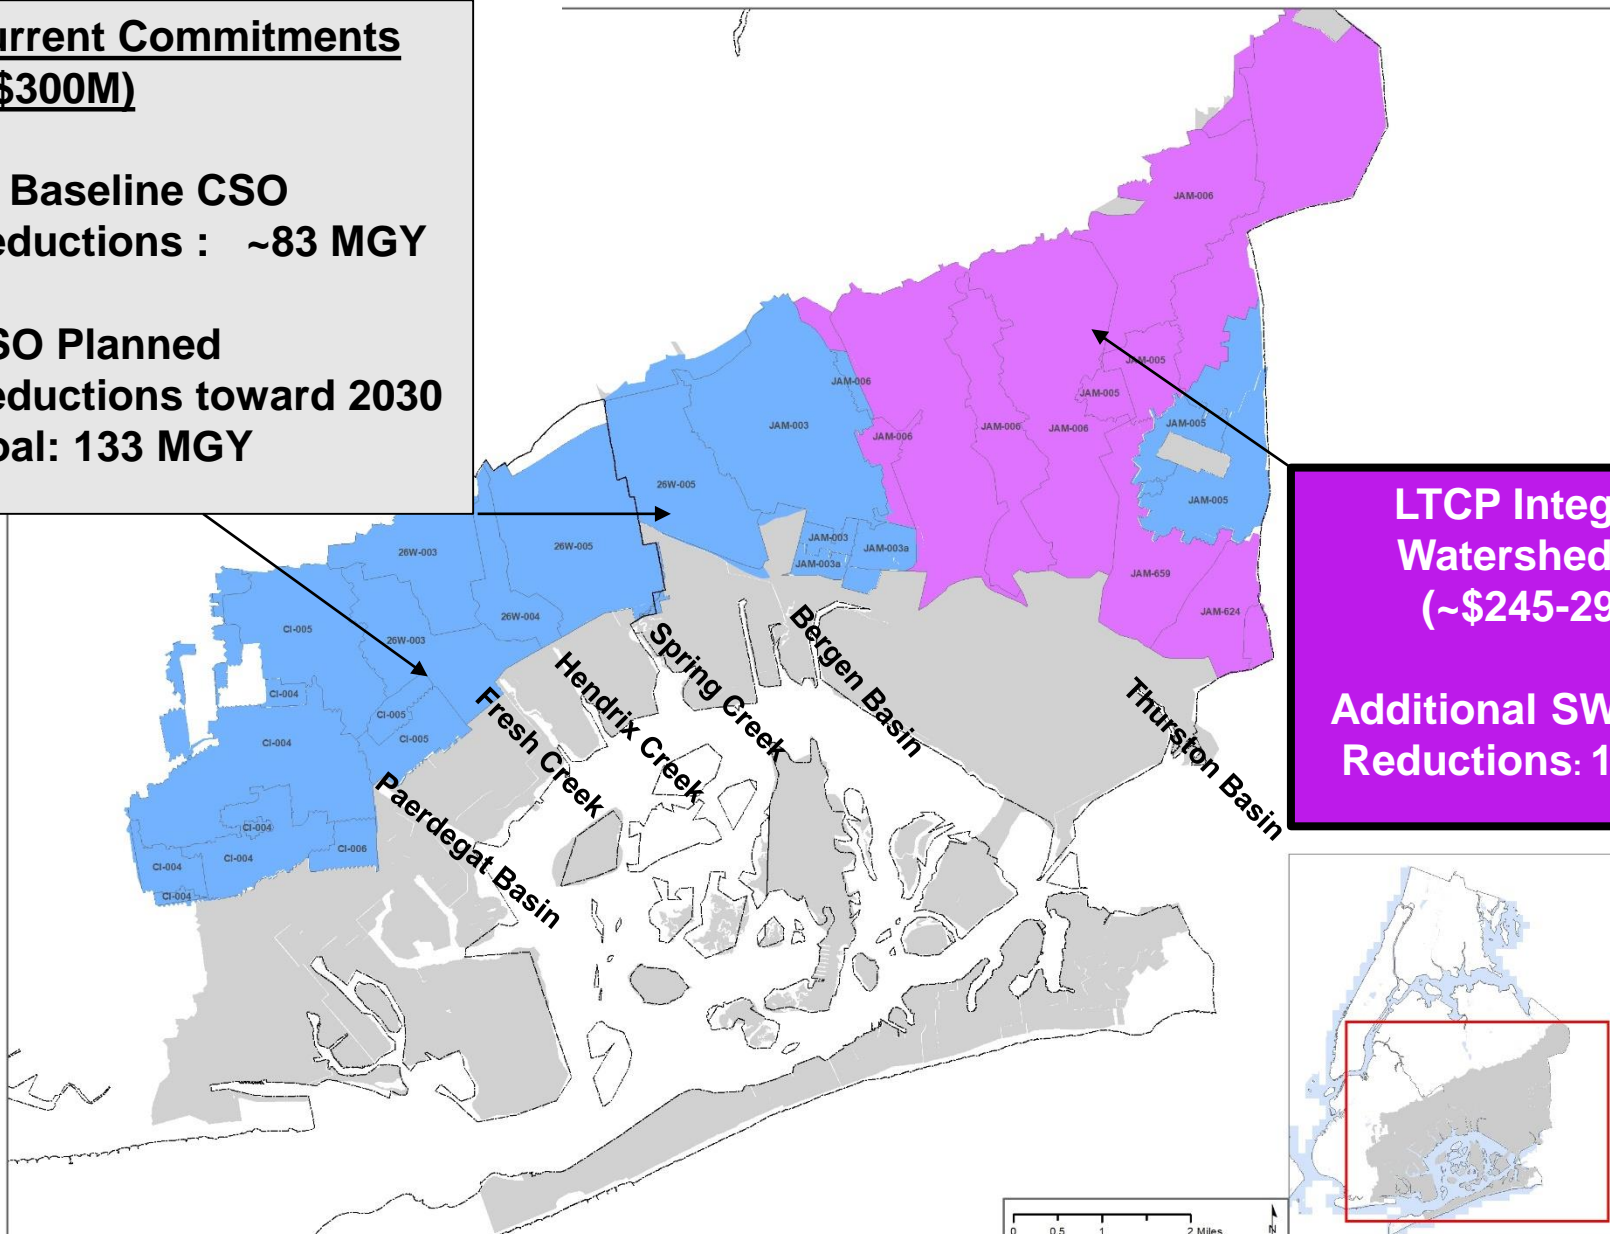 urrent Commitments
$300M)
Baseline CSO
eductions : ~83 MGY
SO Planned
eductions toward 2030
oal: 133 MGY
LTCP Integ
Watershed
(~$245-29
Additional SW
Reductions: 1
JAM-006
JAM-005
JAM-006
JAM-005
JAM-003
JAM-005
JAM-006
JAM-006
JAM-006
26W-005
JAM-005
JAM-003
26W-005
JAM-003a
26W-003
JAM-003a
JAM-659
JAM-624
26W-004
CI-005
26W-003
CI-004
CI-005
CI-005
CI-004
CI-004
CI-006
CI-004
CI-004
CI-004
Paerdegat Basin
Fresh Creek
Hendrix Creek
Spring Creek
Bergen Basin
Thurston Basin
0 0.5 1 2 Miles
N